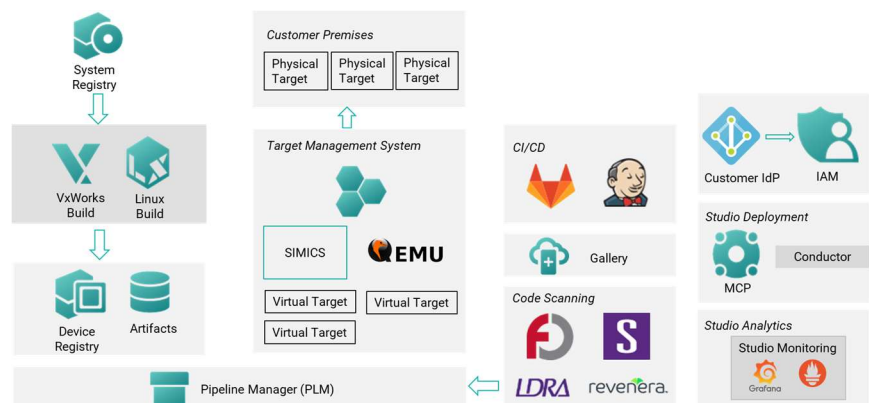 System
Registry
VxWorks
Build
Linux
Build
Device
Registry
Artifacts
Pipeline Manager (PLM)
Customer Premises
Physical
Target
Physical
Target
Physical
Target
Target Management System
SIMICS
QEMU
Virtual Target
Virtual Target
Virtual Target
CI/CD
Gallery
Code Scanning
S
LDRA
revenera.
Customer IdP
IAM
Studio Deployment
MCP
Conductor
Studio Analytics
Studio Monitoring
Grafana